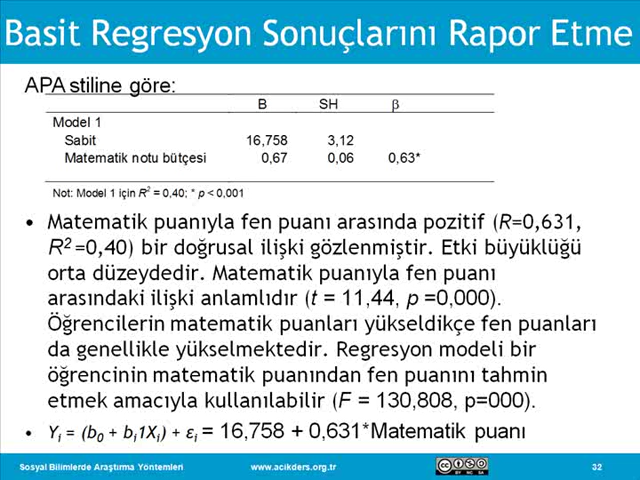 Basit Regresyon Sonuçlarını Rapor Etme
APA stiline göre:
B SH β
Model 1
Sabit 16,758 3,12
Matematik notu bütçesi 0,67 0,06 0,63*
Not: Model 1 için R² = 0,40; * p < 0,001
• Matematik puanıyla fen puanı arasında pozitif (R=0,631,
R² =0,40) bir doğrusal ilişki gözlenmiştir. Etki büyüklüğü
orta düzeydedir. Matematik puanıyla fen puanı
arasındaki ilişki anlamlıdır (t = 11,44, p =0,000).
Öğrencilerin matematik puanları yükseldikçe fen puanları
da genellikle yükselmektedir. Regresyon modeli bir
öğrencinin matematik puanından fen puanını tahmin
etmek amacıyla kullanılabilir (F = 130,808, p=000).
• Yi = (b0 + bi1Xi) + εi = 16,758 + 0,631*Matematik puanı
Sosyal Bilimlerde Araştırma Yöntemleri www.acikders.org.tr cc BY NC SA 32